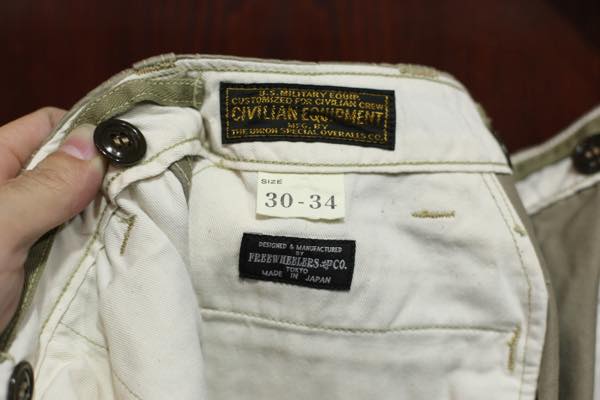 U.S. MILITARY EQUIP.
CUSTOMIZED FOR CIVILIAN CREW
CIVILIAN EQUIPMENT
MFG. BY
THE UNION SPECIAL OVERALLS CO.
SIZE
30-34
DESIGNED & MANUFACTURED
BY
FREEWHEELERS AND CO.
TOKYO
MADE IN JAPAN